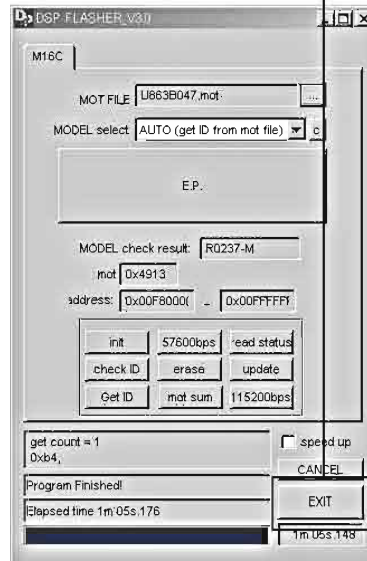 DSP FLASHER_V3.0
M16C
MOT FILE U863B047.mot ...
MODEL select AUTO (get ID from mot file) c
E.P.
MODEL check result: R0237-M
mot 0x4913
address: 0x00F8000( - 0x00FFFFF1
init 57600bps read status
check ID erase update
Get ID mot sum 115200bps
get count = 1
0xb4,
speed up
CANCEL
Program Finished!
EXIT
Elapsed time 1m 05s.176
1m 05s.148